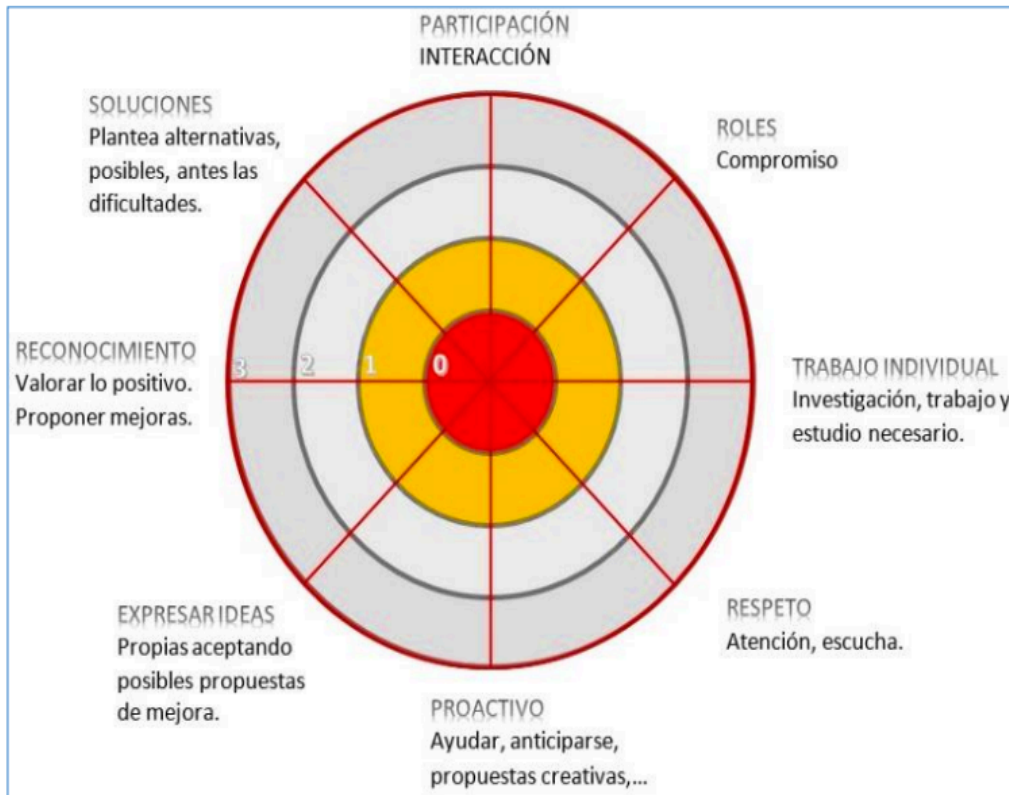 PARTICIPACIÓN
INTERACCIÓN
SOLUCIONES
Plantea alternativas,
posibles, antes las
dificultades.
ROLES
Compromiso
RECONOCIMIENTO
Valorar lo positivo.
Proponer mejoras.
3 2 1 0
TRABAJO INDIVIDUAL
Investigación, trabajo y
estudio necesario.
EXPRESAR IDEAS
Propias aceptando
posibles propuestas
de mejora.
RESPETO
Atención, escucha.
PROACTIVO
Ayudar, anticiparse,
propuestas creativas,...